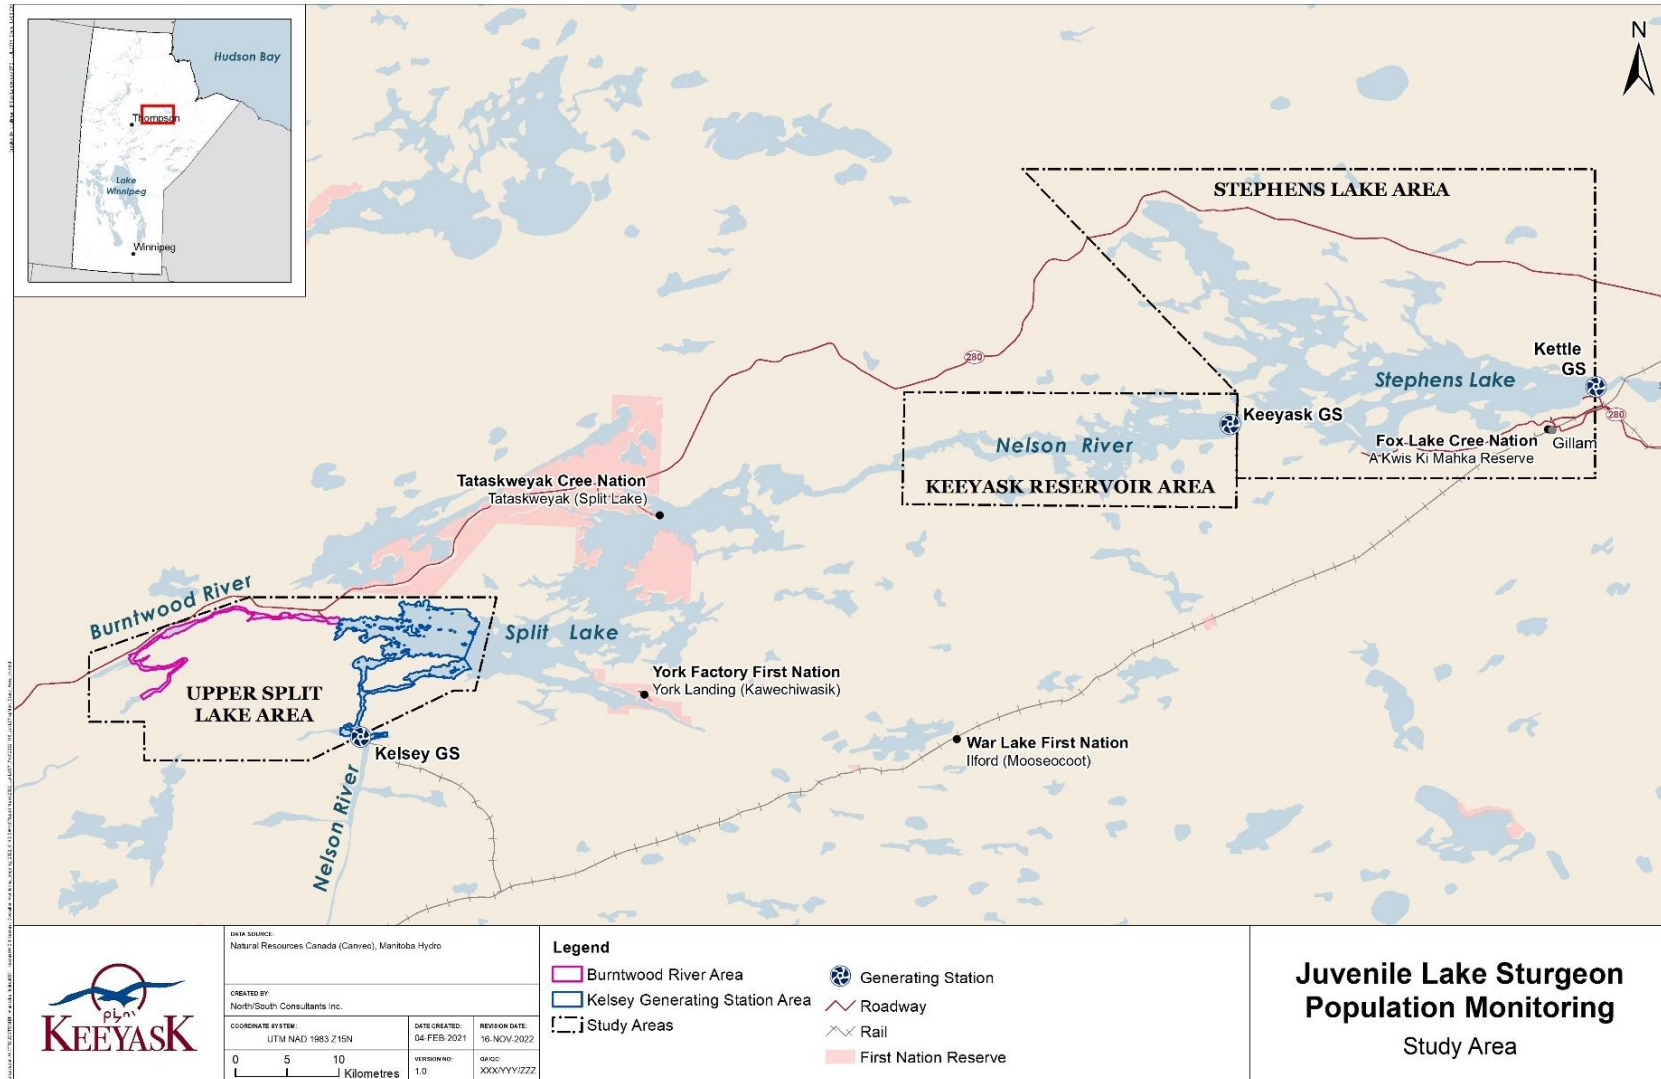 Hudson Bay
Thompson
Lake
Winnipeg
Winnipeg
N
STEPHENS LAKE AREA
Kettle
GS
280
Stephens Lake
Keeyask GS
280
Nelson River
Fox Lake Cree Nation
Gillam
A Kwis Ki Mahka Reserve
KEEYASK RESERVOIR AREA
Tataskweyak Cree Nation
Tataskweyak (Split Lake)
Burntwood River
Split Lake
York Factory First Nation
York Landing (Kawechiwasik)
UPPER SPLIT
LAKE AREA
Kelsey GS
War Lake First Nation
Ilford (Mooseocoot)
Nelson River
KEEYASK
DATA SOURCE:
Natural Resources Canada (Canvec), Manitoba Hydro
CREATED BY:
North/South Consultants Inc.
COORDINATE SYSTEM:
UTM NAD 1983 Z15N
DATE CREATED:
04-FEB-2021
REVISION DATE:
16-NOV-2022
0 5 10
Kilometres
VERSION NO:
1.0
QA/QC:
XXX/YYY/ZZZ
Legend
Burntwood River Area
Kelsey Generating Station Area
Study Areas
Generating Station
Roadway
Rail
First Nation Reserve
Juvenile Lake Sturgeon
Population Monitoring
Study Area